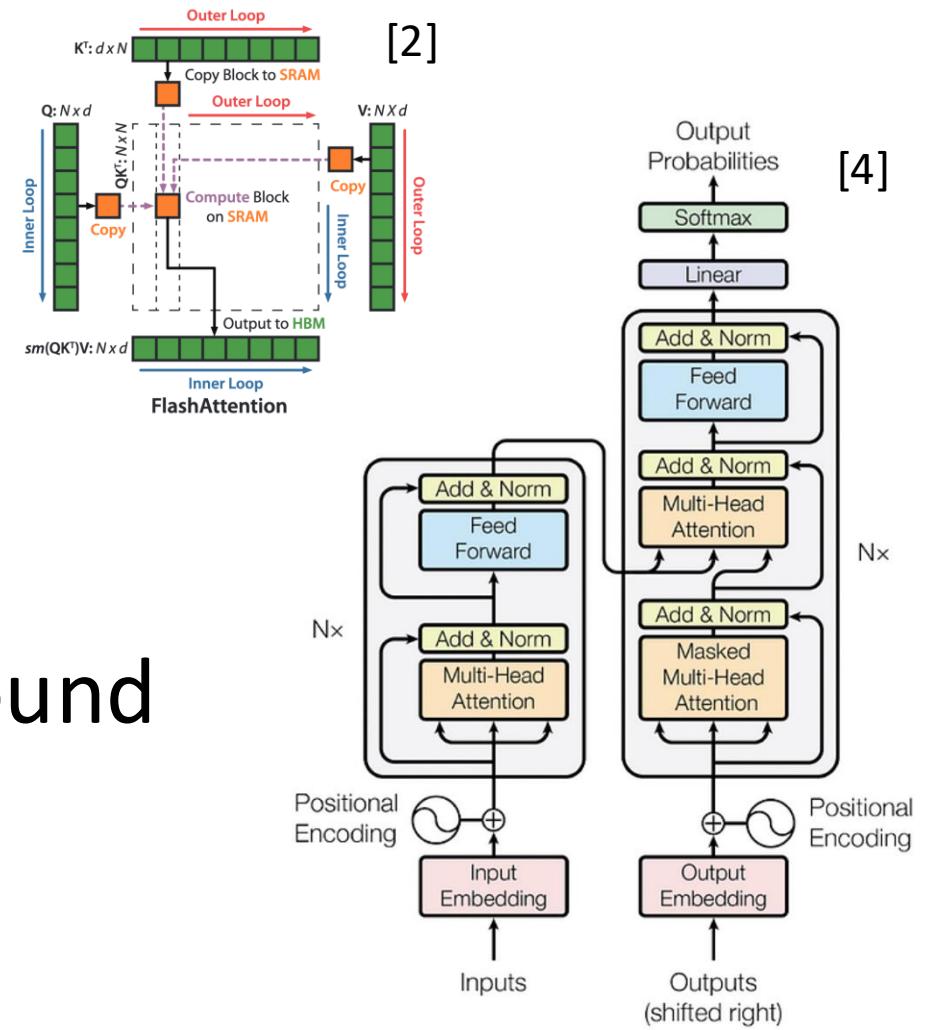 Outer Loop
[2]
Kᵀ: d x N
Copy Block to SRAM
Outer Loop
Q: N x d
V: N X d
QKᵀ: N x N
Copy
Compute Block
on SRAM
Copy
Inner Loop
Inner Loop
Outer Loop
Output to HBM
sm(QKᵀ)V: N x d
Inner Loop
FlashAttention
[4]
Output
Probabilities
Softmax
Linear
Add & Norm
Feed
Forward
Add & Norm
Multi-Head
Attention
N×
Add & Norm
Masked
Multi-Head
Attention
Positional
Encoding
Output
Embedding
Outputs
(shifted right)
Add & Norm
Feed
Forward
N×
Add & Norm
Multi-Head
Attention
Positional
Encoding
Input
Embedding
Inputs
und